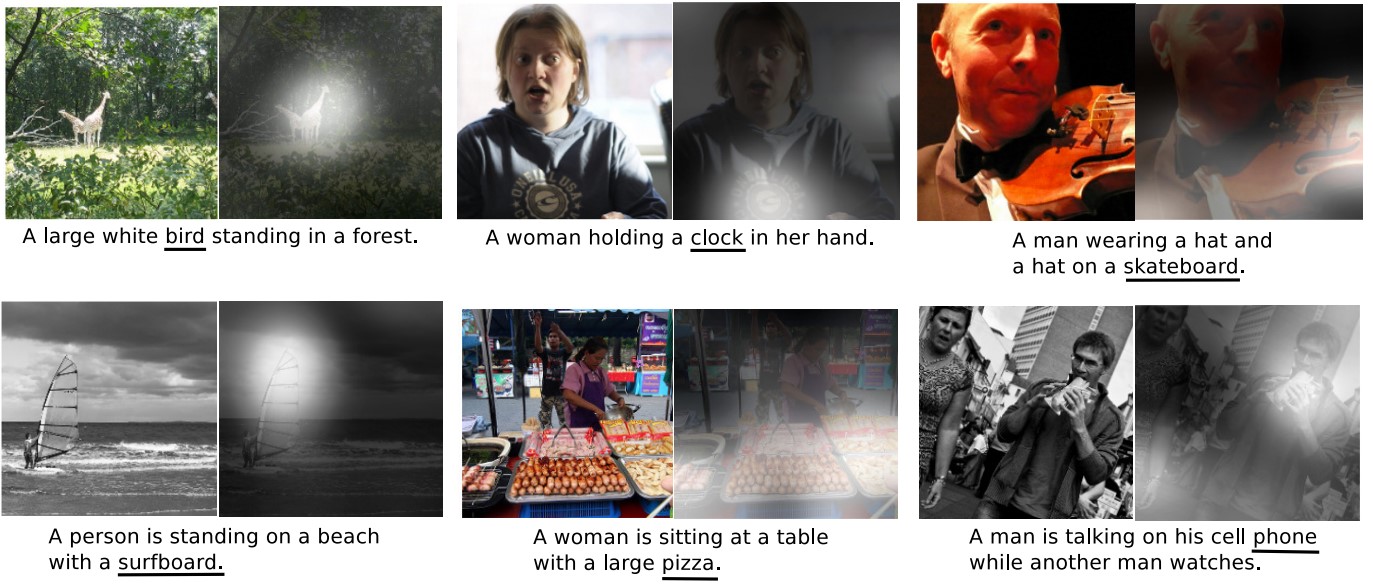 O'NEILL USA
A large white bird standing in a forest.
A woman holding a clock in her hand.
A man wearing a hat and
a hat on a skateboard.
A person is standing on a beach
with a surfboard.
A woman is sitting at a table
with a large pizza.
A man is talking on his cell phone
while another man watches.